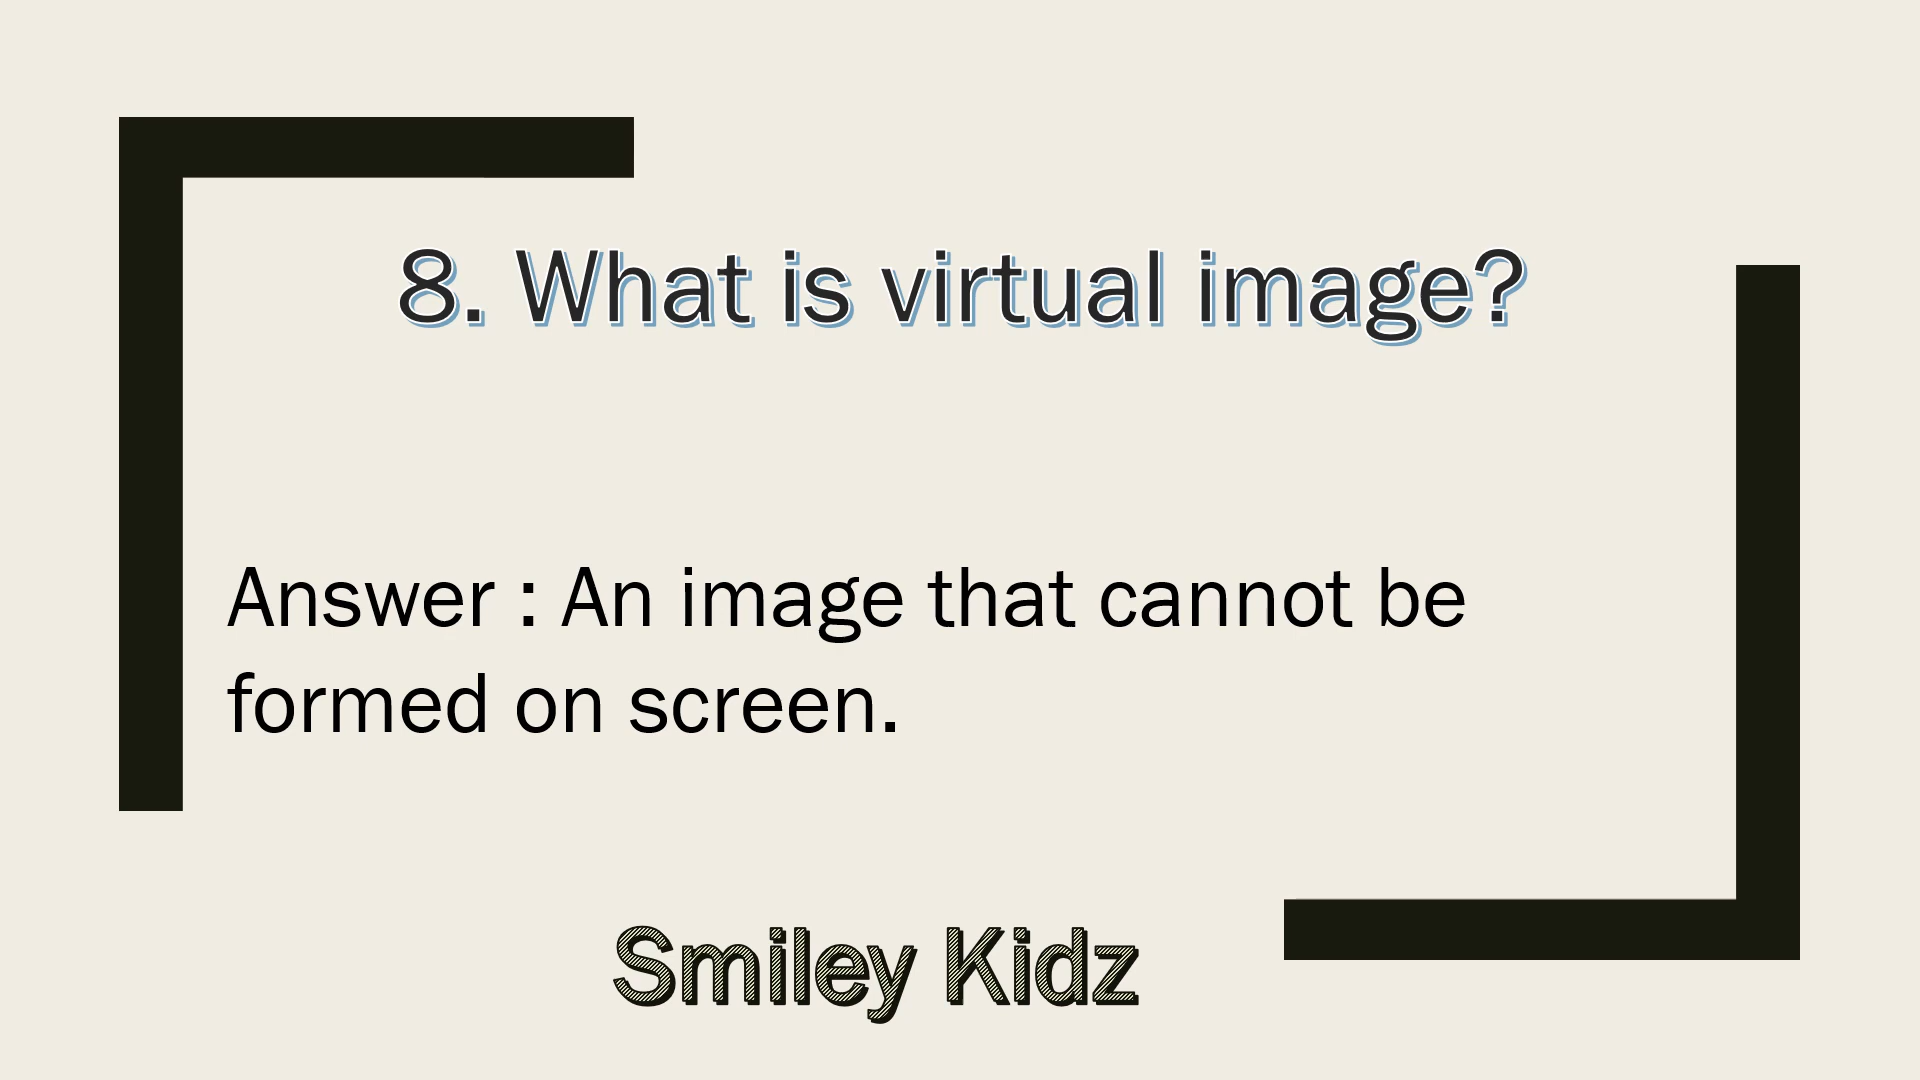 8. What is virtual image?
Answer : An image that cannot be
formed on screen.
Smiley Kidz